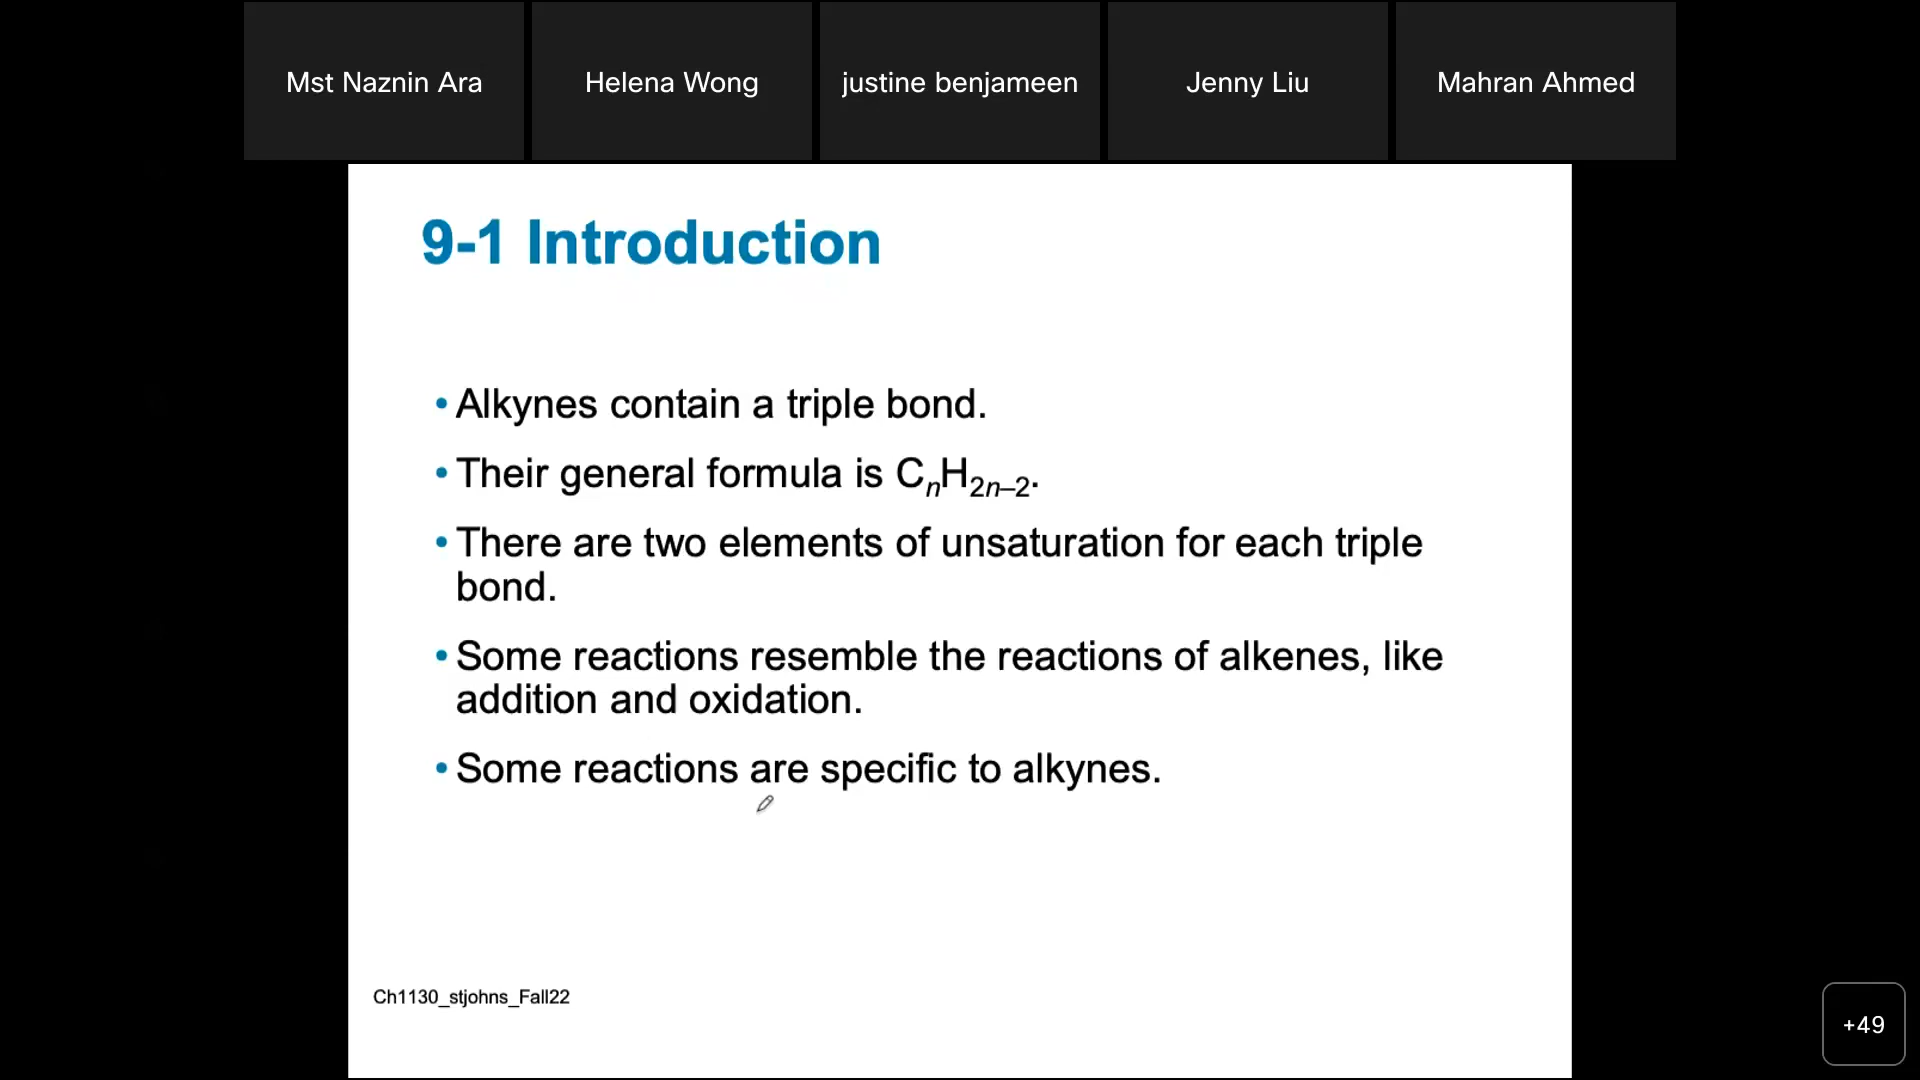 Mst Naznin Ara
Helena Wong
justine benjameen
Jenny Liu
Mahran Ahmed
9-1 Introduction
• Alkynes contain a triple bond.
• Their general formula is CₙH₂ₙ₋₂.
• There are two elements of unsaturation for each triple
bond.
• Some reactions resemble the reactions of alkenes, like
addition and oxidation.
• Some reactions are specific to alkynes.
Ch1130_stjohns_Fall22
+49